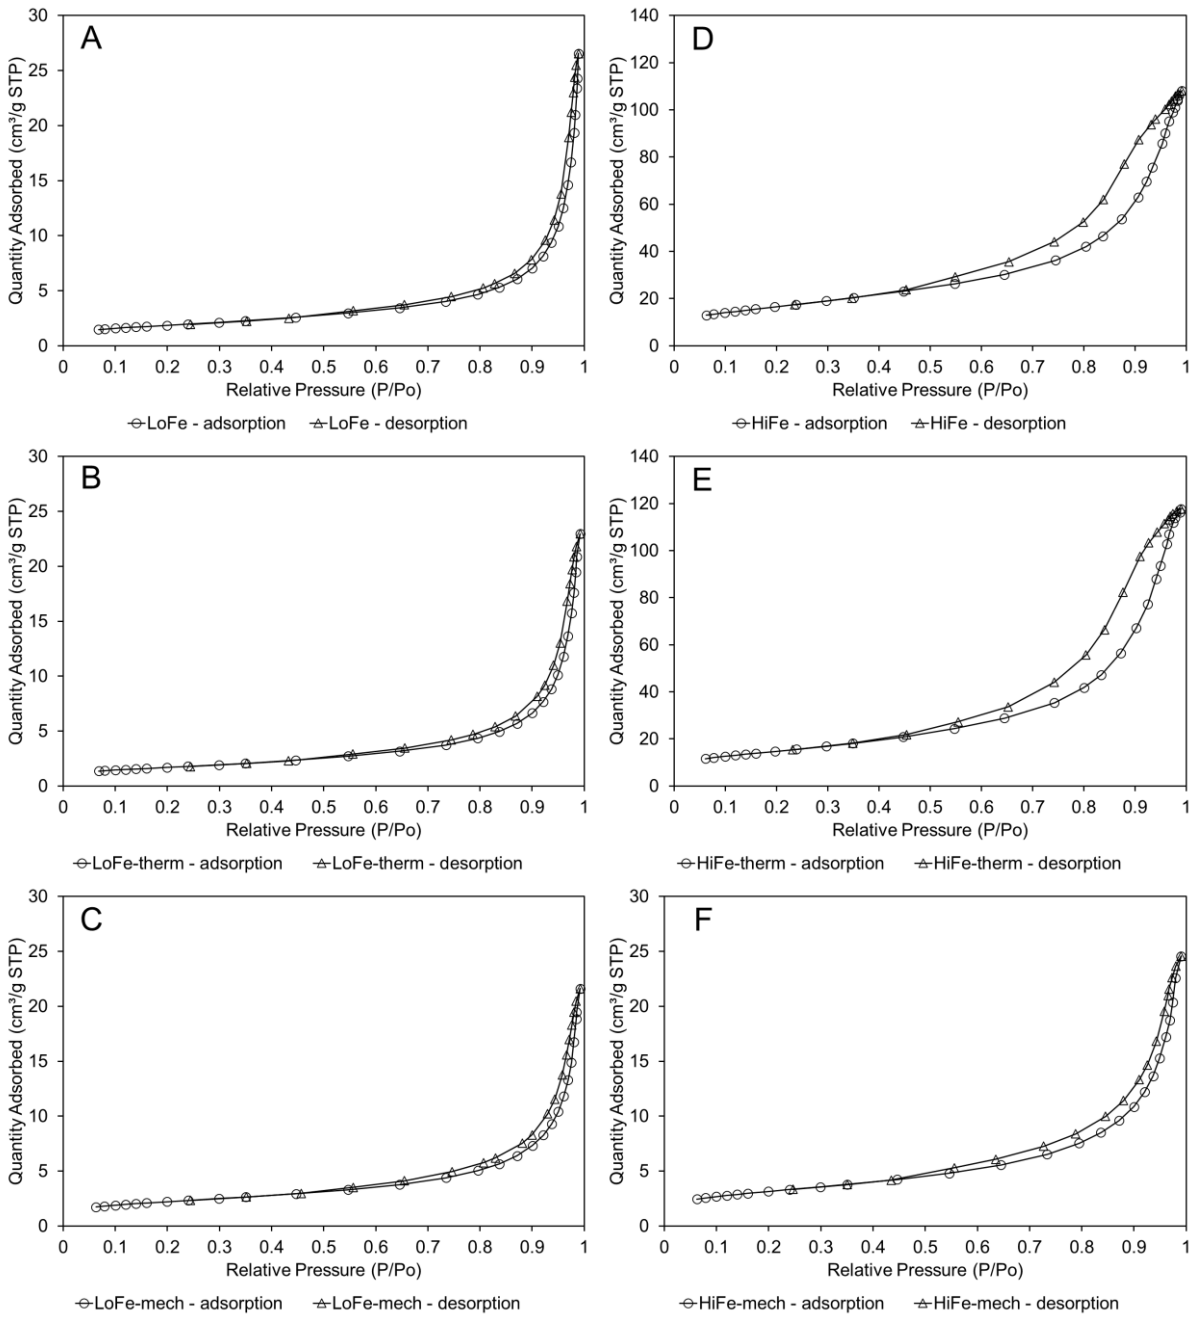 A
30
25
20
15
10
5
0
Quantity Adsorbed (cm³/g STP)
0 0.1 0.2 0.3 0.4 0.5 0.6 0.7 0.8 0.9 1
Relative Pressure (P/Po)
LoFe - adsorption LoFe - desorption
D
140
120
100
80
60
40
20
0
Quantity Adsorbed (cm³/g STP)
0 0.1 0.2 0.3 0.4 0.5 0.6 0.7 0.8 0.9 1
Relative Pressure (P/Po)
HiFe - adsorption HiFe - desorption
B
30
25
20
15
10
5
0
Quantity Adsorbed (cm³/g STP)
0 0.1 0.2 0.3 0.4 0.5 0.6 0.7 0.8 0.9 1
Relative Pressure (P/Po)
LoFe-therm - adsorption LoFe-therm - desorption
E
140
120
100
80
60
40
20
0
Quantity Adsorbed (cm³/g STP)
0 0.1 0.2 0.3 0.4 0.5 0.6 0.7 0.8 0.9 1
Relative Pressure (P/Po)
HiFe-therm - adsorption HiFe-therm - desorption
C
30
25
20
15
10
5
0
Quantity Adsorbed (cm³/g STP)
0 0.1 0.2 0.3 0.4 0.5 0.6 0.7 0.8 0.9 1
Relative Pressure (P/Po)
LoFe-mech - adsorption LoFe-mech - desorption
F
30
25
20
15
10
5
0
Quantity Adsorbed (cm³/g STP)
0 0.1 0.2 0.3 0.4 0.5 0.6 0.7 0.8 0.9 1
Relative Pressure (P/Po)
HiFe-mech - adsorption HiFe-mech - desorption